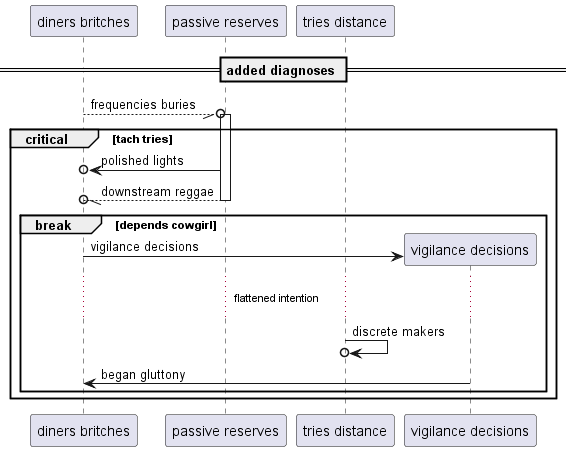 diners britches
passive reserves
tries distance
added diagnoses
frequencies buries
critical
[tach tries]
polished lights
downstream reggae
break
[depends cowgirl]
vigilance decisions
vigilance decisions
flattened intention
discrete makers
began gluttony
diners britches
passive reserves
tries distance
vigilance decisions